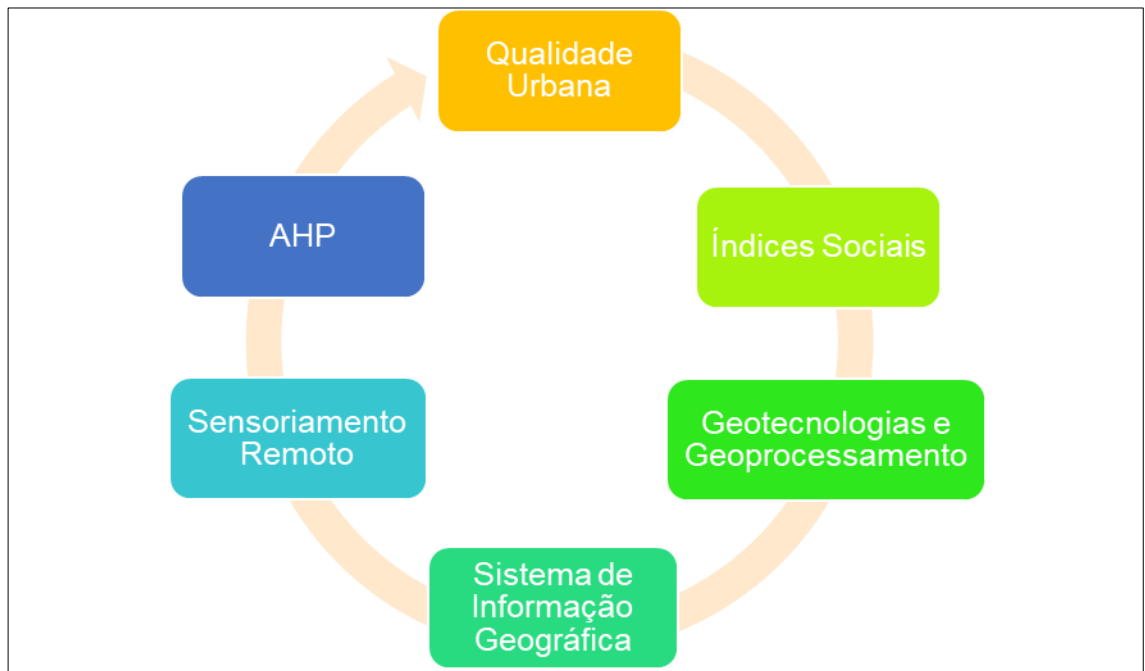 Qualidade
Urbana
Índices Sociais
Geotecnologias e
Geoprocessamento
Sistema de
Informação
Geográfica
Sensoriamento
Remoto
AHP